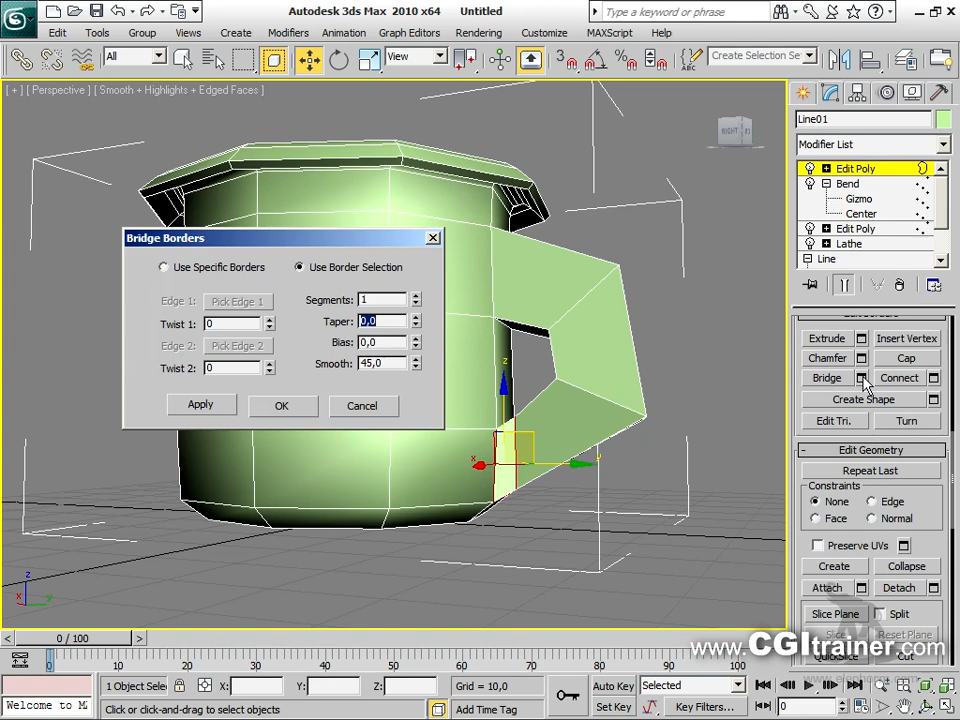 Autodesk 3ds Max 2010 x64 Untitled
Type a keyword or phrase
Edit Tools Group Views Create Modifiers Animation Graph Editors Rendering Customize MAXScript Help
All View 3 Create Selection Se
[ + ] [ Perspective ] [ Smooth + Highlights + Edged Faces ]
RIGHT
Line01
Modifier List
Edit Poly
Bend
Gizmo
Center
Edit Poly
Lathe
Line
Bridge Borders
Use Specific Borders Use Border Selection
Edge 1: Pick Edge 1 Segments: 1
Twist 1: 0 Taper: 0,0
Edge 2: Pick Edge 2 Bias: 0,0
Twist 2: 0 Smooth: 45,0
Apply OK Cancel
z
x y
Edit Borders
Extrude Insert Vertex
Chamfer Cap
Bridge Connect
Create Shape
Edit Tri. Turn
- Edit Geometry
Repeat Last
Constraints
None Edge
Face Normal
Preserve UVs
Create Collapse
Attach Detach
Slice Plane Split
Slice Reset Plane
QuickSlice Cut
z
x y
www.CGItrainer.com
< 0 / 100 >
0 10 20 30 40 50 60 70 80 90 100
1 Object Selec X: Y: Z: Grid = 10,0 Auto Key Selected
Welcome to M Click or click-and-drag to select objects Add Time Tag Set Key Key Filters... 0